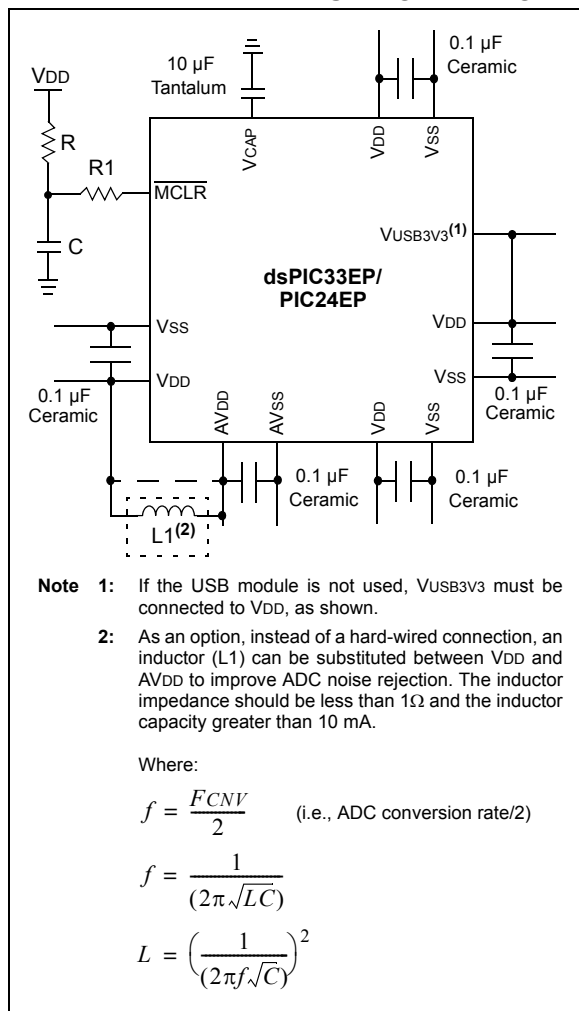 0.1 µF
Ceramic
10 µF
Tantalum
VDD
R
R1
C
VCAP
VDD
VSS
MCLR
VUSB3V3(1)
dsPIC33EP/
PIC24EP
VSS
VDD
VDD
VSS
0.1 µF
Ceramic
0.1 µF
Ceramic
AVDD
AVSS
VDD
VSS
0.1 µF
Ceramic
0.1 µF
Ceramic
L1(2)
Note 1: If the USB module is not used, VUSB3V3 must be
connected to VDD, as shown.
2: As an option, instead of a hard-wired connection, an
inductor (L1) can be substituted between VDD and
AVDD to improve ADC noise rejection. The inductor
impedance should be less than 1Ω and the inductor
capacity greater than 10 mA.
Where:
f = FCNV / 2 (i.e., ADC conversion rate/2)
f = 1 / (2π√LC)
L = (1 / (2πf√C))²